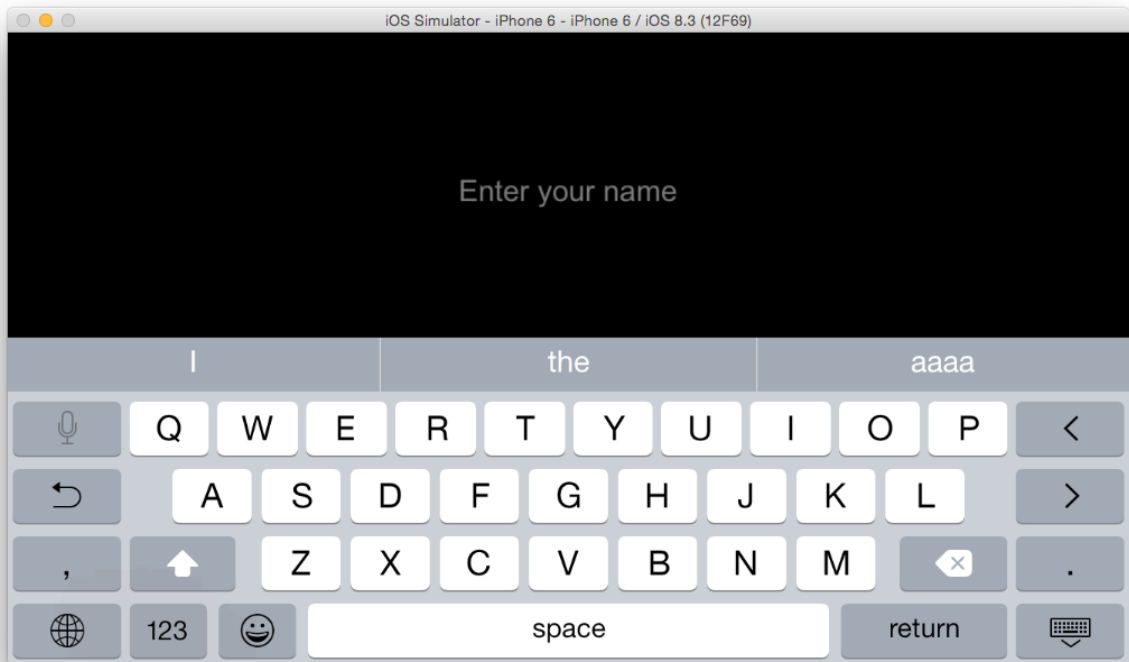 iOS Simulator - iPhone 6 - iPhone 6 / iOS 8.3 (12F69)
Enter your name
I the aaaa
Q W E R T Y U I O P <
A S D F G H J K L >
, Z X C V B N M .
123 space return